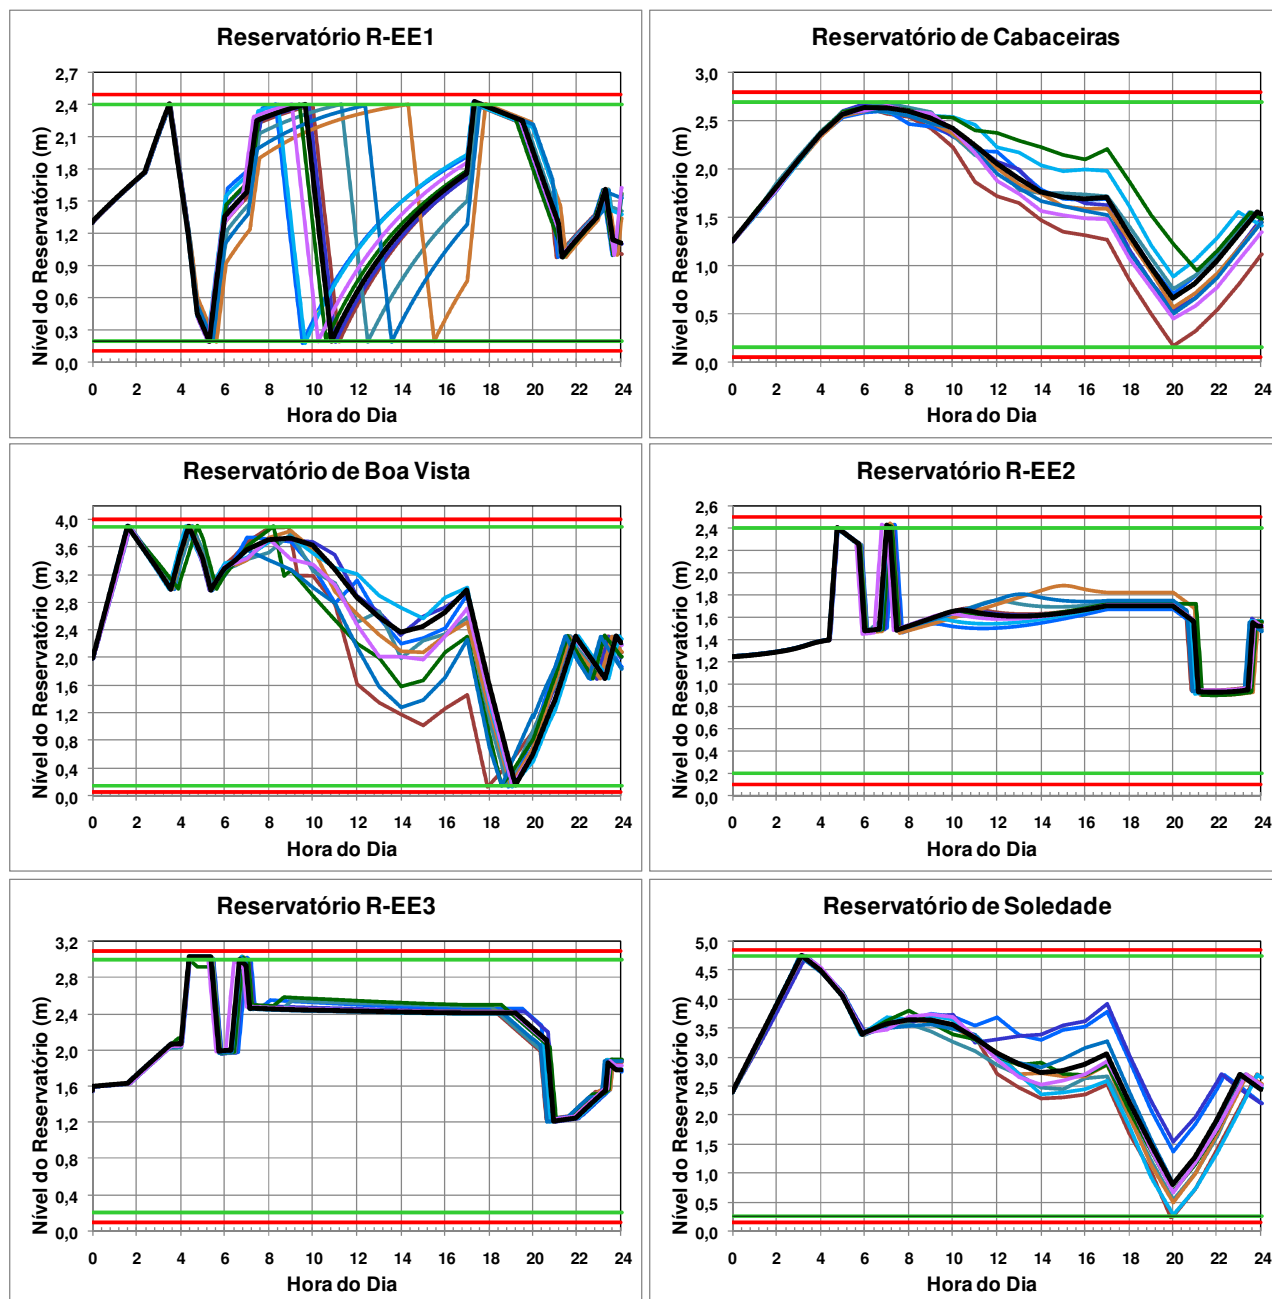 Reservatório R-EE1
Nível do Reservatório (m)
2,7
2,4
2,1
1,8
1,5
1,2
0,9
0,6
0,3
0,0
0 2 4 6 8 10 12 14 16 18 20 22 24
Hora do Dia
Reservatório de Cabaceiras
Nível do Reservatório (m)
3,0
2,5
2,0
1,5
1,0
0,5
0,0
0 2 4 6 8 10 12 14 16 18 20 22 24
Hora do Dia
Reservatório de Boa Vista
Nível do Reservatório (m)
4,0
3,6
3,2
2,8
2,4
2,0
1,6
1,2
0,8
0,4
0,0
0 2 4 6 8 10 12 14 16 18 20 22 24
Hora do Dia
Reservatório R-EE2
Nível do Reservatório (m)
2,6
2,4
2,2
2,0
1,8
1,6
1,4
1,2
1,0
0,8
0,6
0,4
0,2
0,0
0 2 4 6 8 10 12 14 16 18 20 22 24
Hora do Dia
Reservatório R-EE3
Nível do Reservatório (m)
3,2
2,8
2,4
2,0
1,6
1,2
0,8
0,4
0,0
0 2 4 6 8 10 12 14 16 18 20 22 24
Hora do Dia
Reservatório de Soledade
Nível do Reservatório (m)
5,0
4,5
4,0
3,5
3,0
2,5
2,0
1,5
1,0
0,5
0,0
0 2 4 6 8 10 12 14 16 18 20 22 24
Hora do Dia